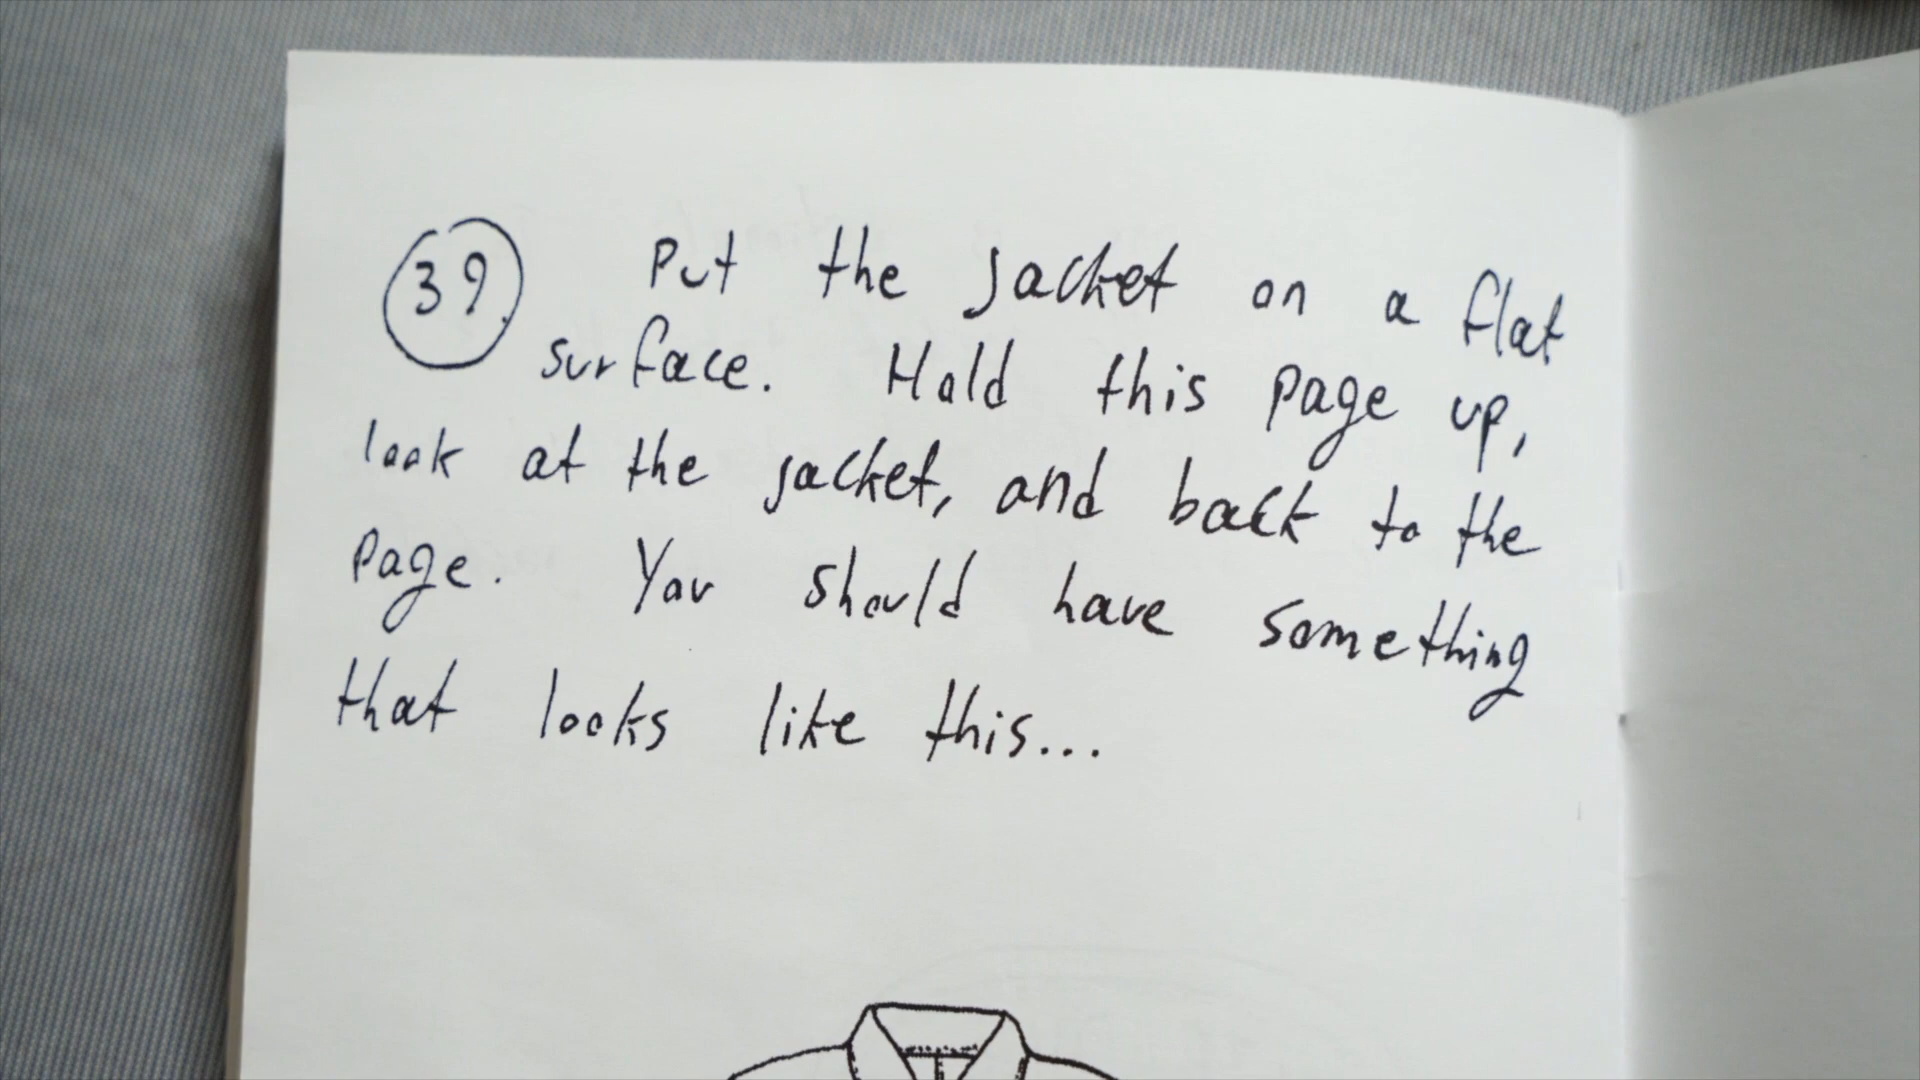 39. Put the jacket on a flat
surface. Hold this page up,
look at the jacket, and back to the
page. You should have something
that looks like this...